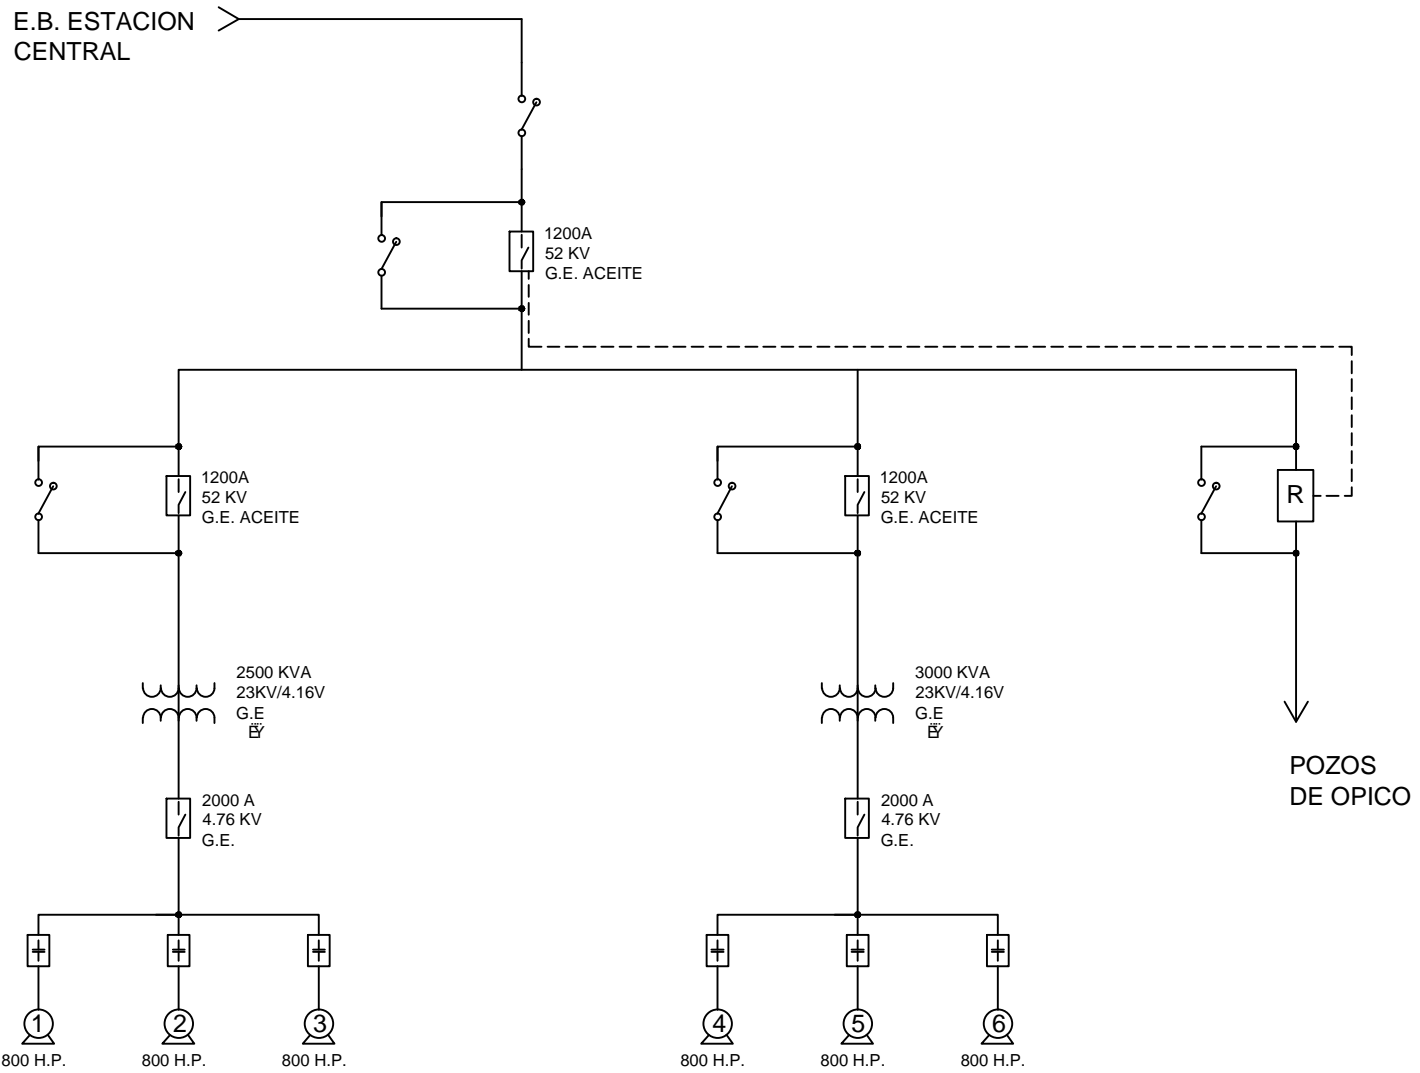 E.B. ESTACION
CENTRAL
1200A
52 KV
G.E. ACEITE
1200A
52 KV
G.E. ACEITE
1200A
52 KV
G.E. ACEITE
R
2500 KVA
23KV/4.16V
G.E
3000 KVA
23KV/4.16V
G.E
POZOS
DE OPICO
2000 A
4.76 KV
G.E.
2000 A
4.76 KV
G.E.
1
2
3
4
5
6
800 H.P.
800 H.P.
800 H.P.
800 H.P.
800 H.P.
800 H.P.